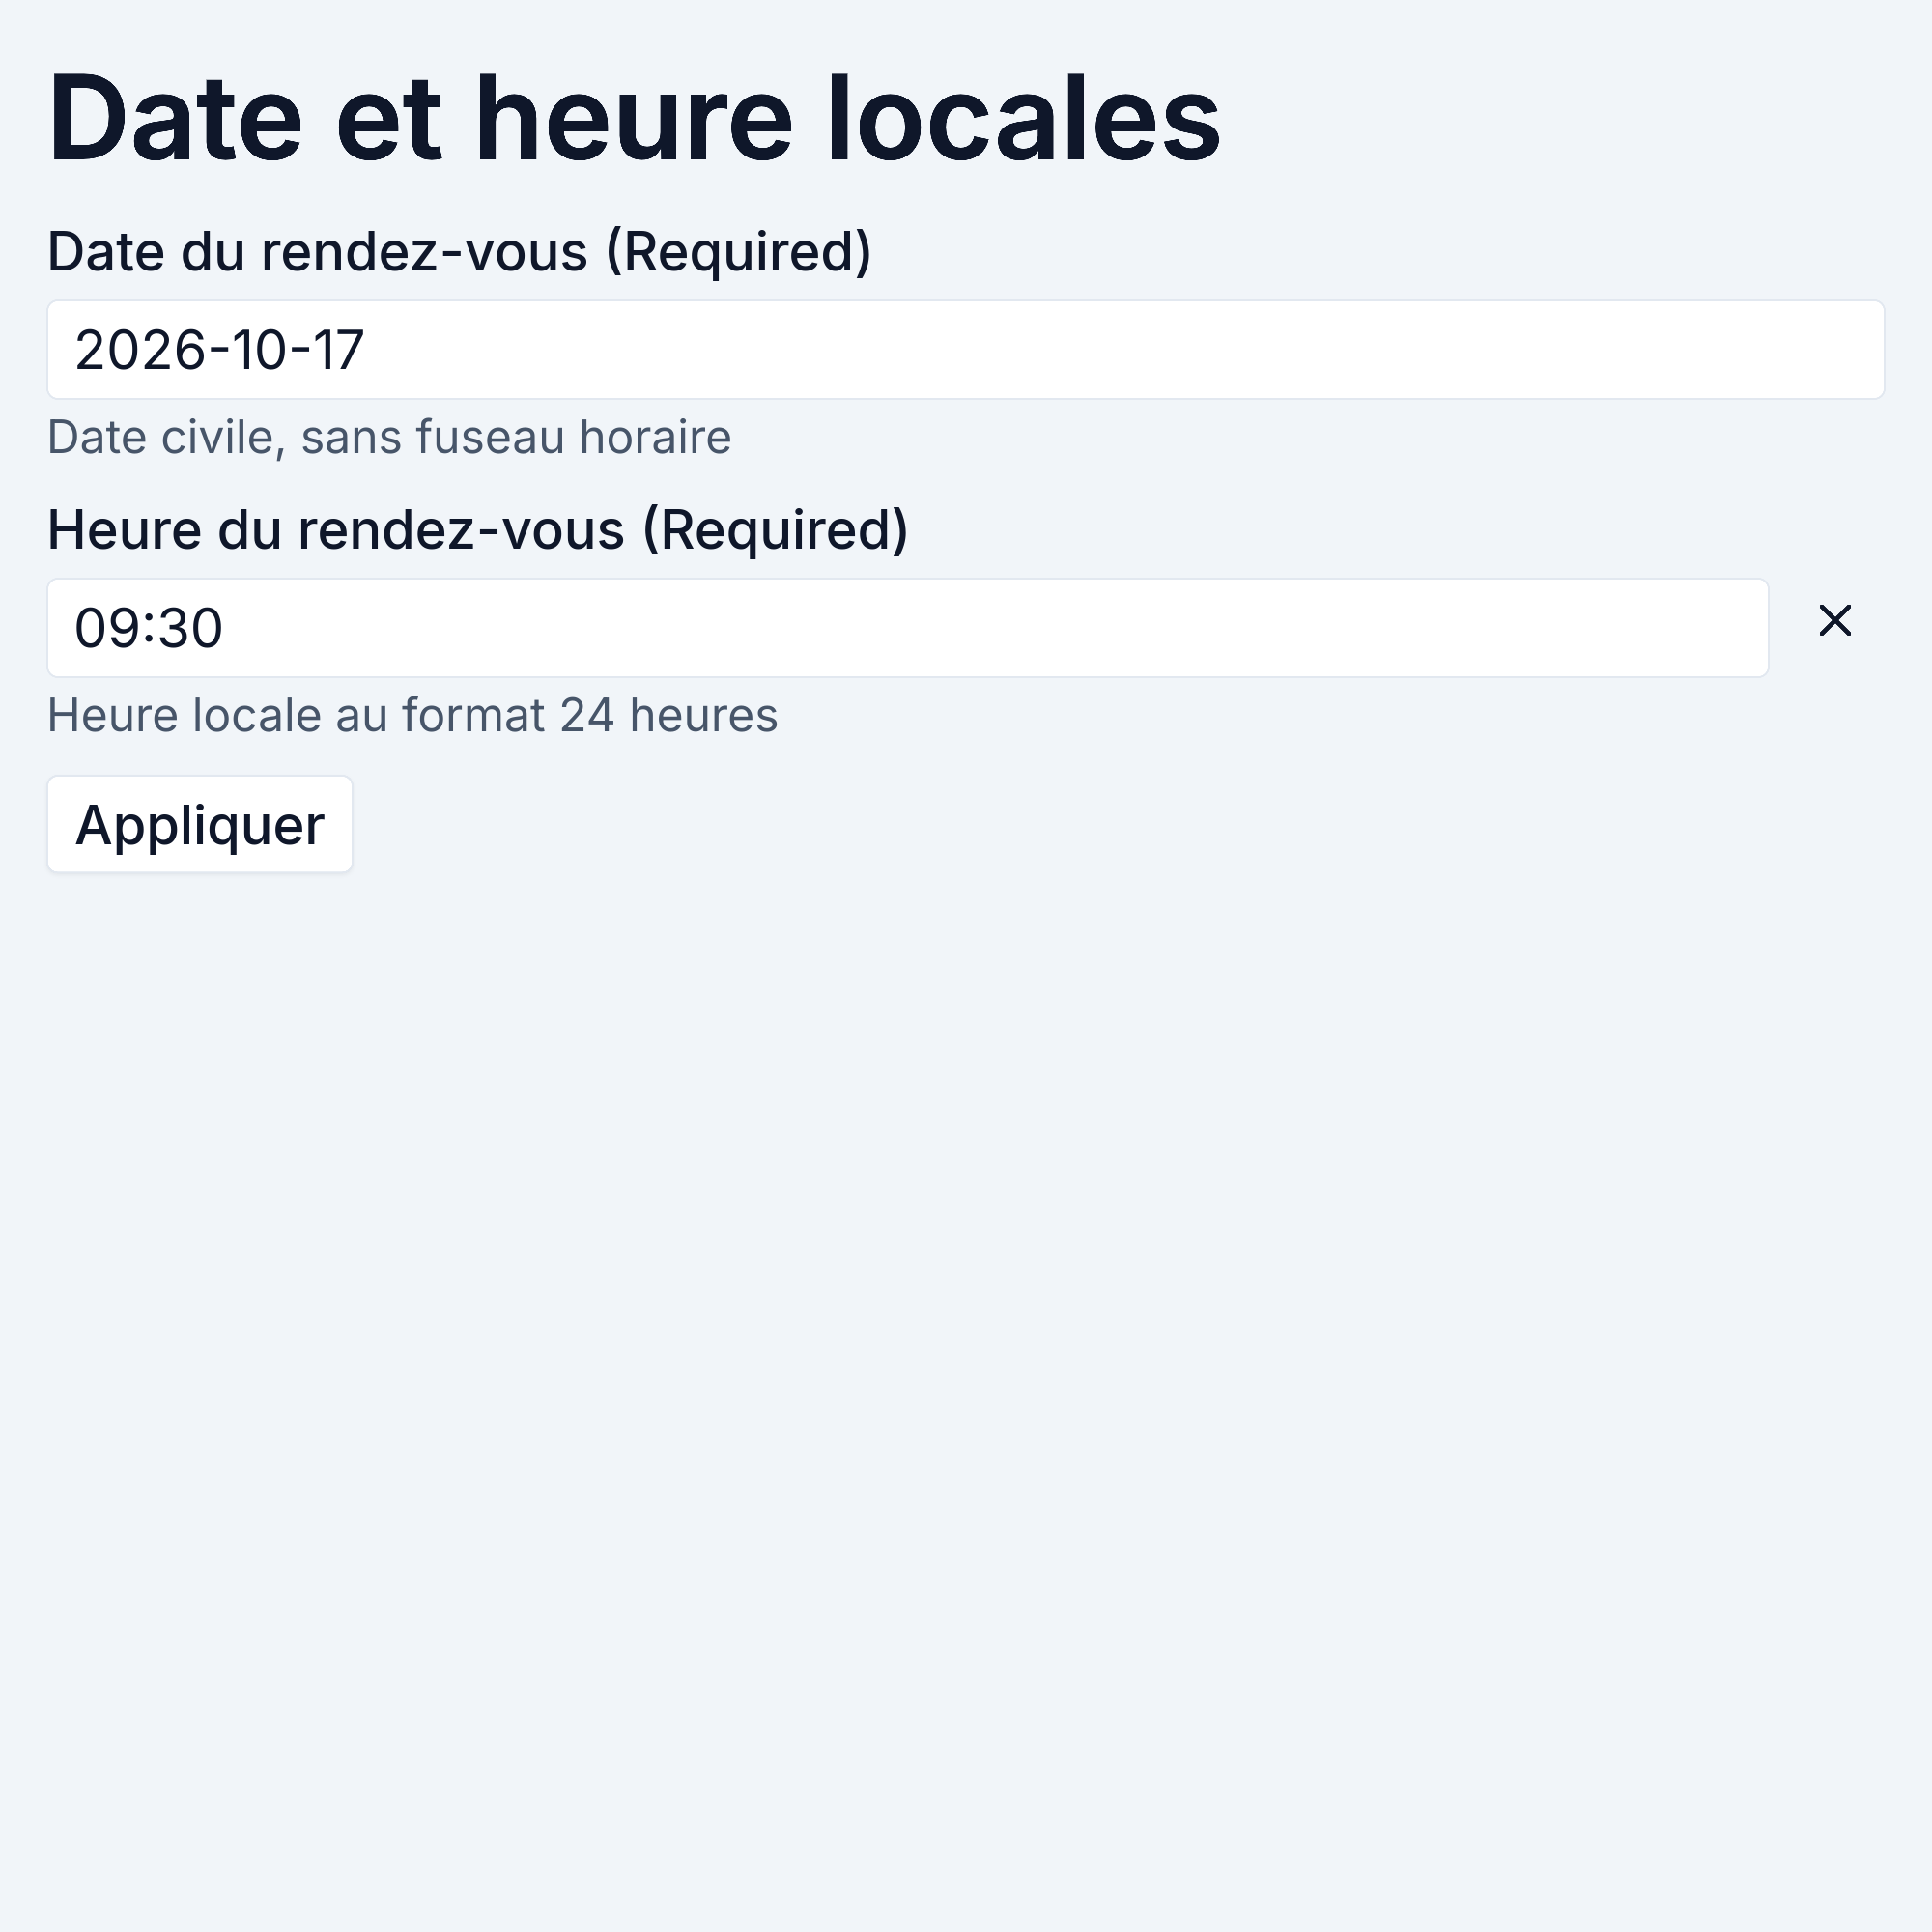 Date et heure locales
Date du rendez-vous (Required)
2026-10-17
Date civile, sans fuseau horaire
Heure du rendez-vous (Required)
09:30
Heure locale au format 24 heures
Appliquer